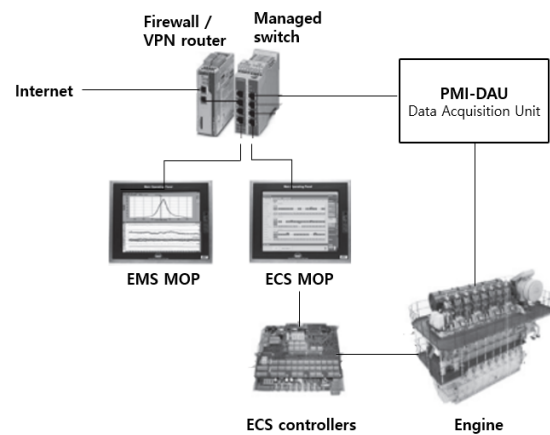 Firewall /
VPN router
Managed
switch
Internet
PMI-DAU
Data Acquisition Unit
EMS MOP
ECS MOP
ECS controllers
Engine